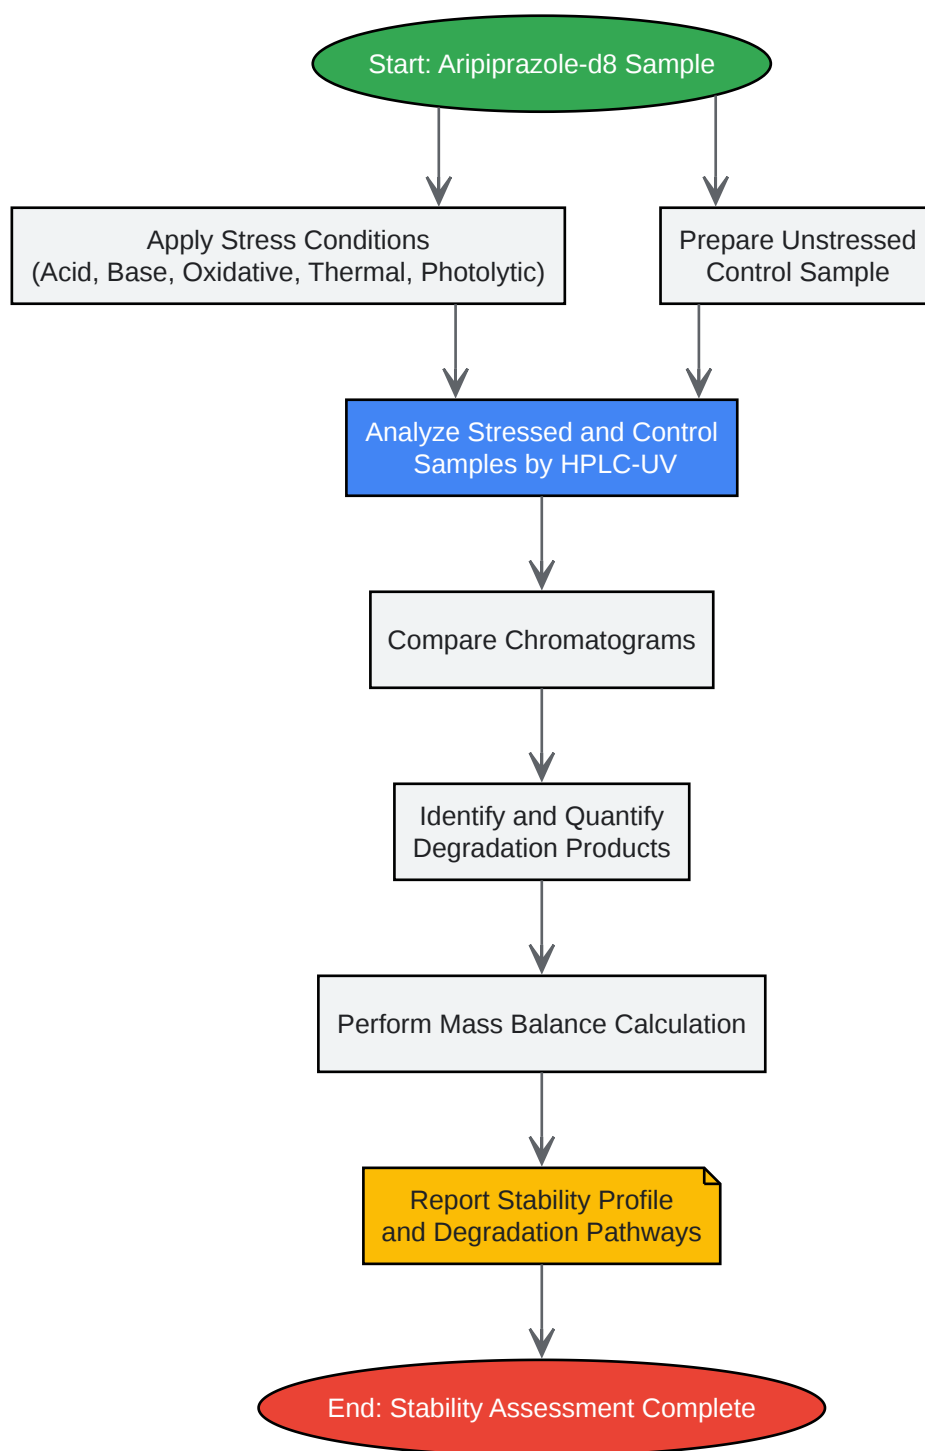 Start: Aripiprazole-d8 Sample
Apply Stress Conditions
(Acid, Base, Oxidative, Thermal, Photolytic)
Prepare Unstressed
Control Sample
Analyze Stressed and Control
Samples by HPLC-UV
Compare Chromatograms
Identify and Quantify
Degradation Products
Perform Mass Balance Calculation
Report Stability Profile
and Degradation Pathways
End: Stability Assessment Complete